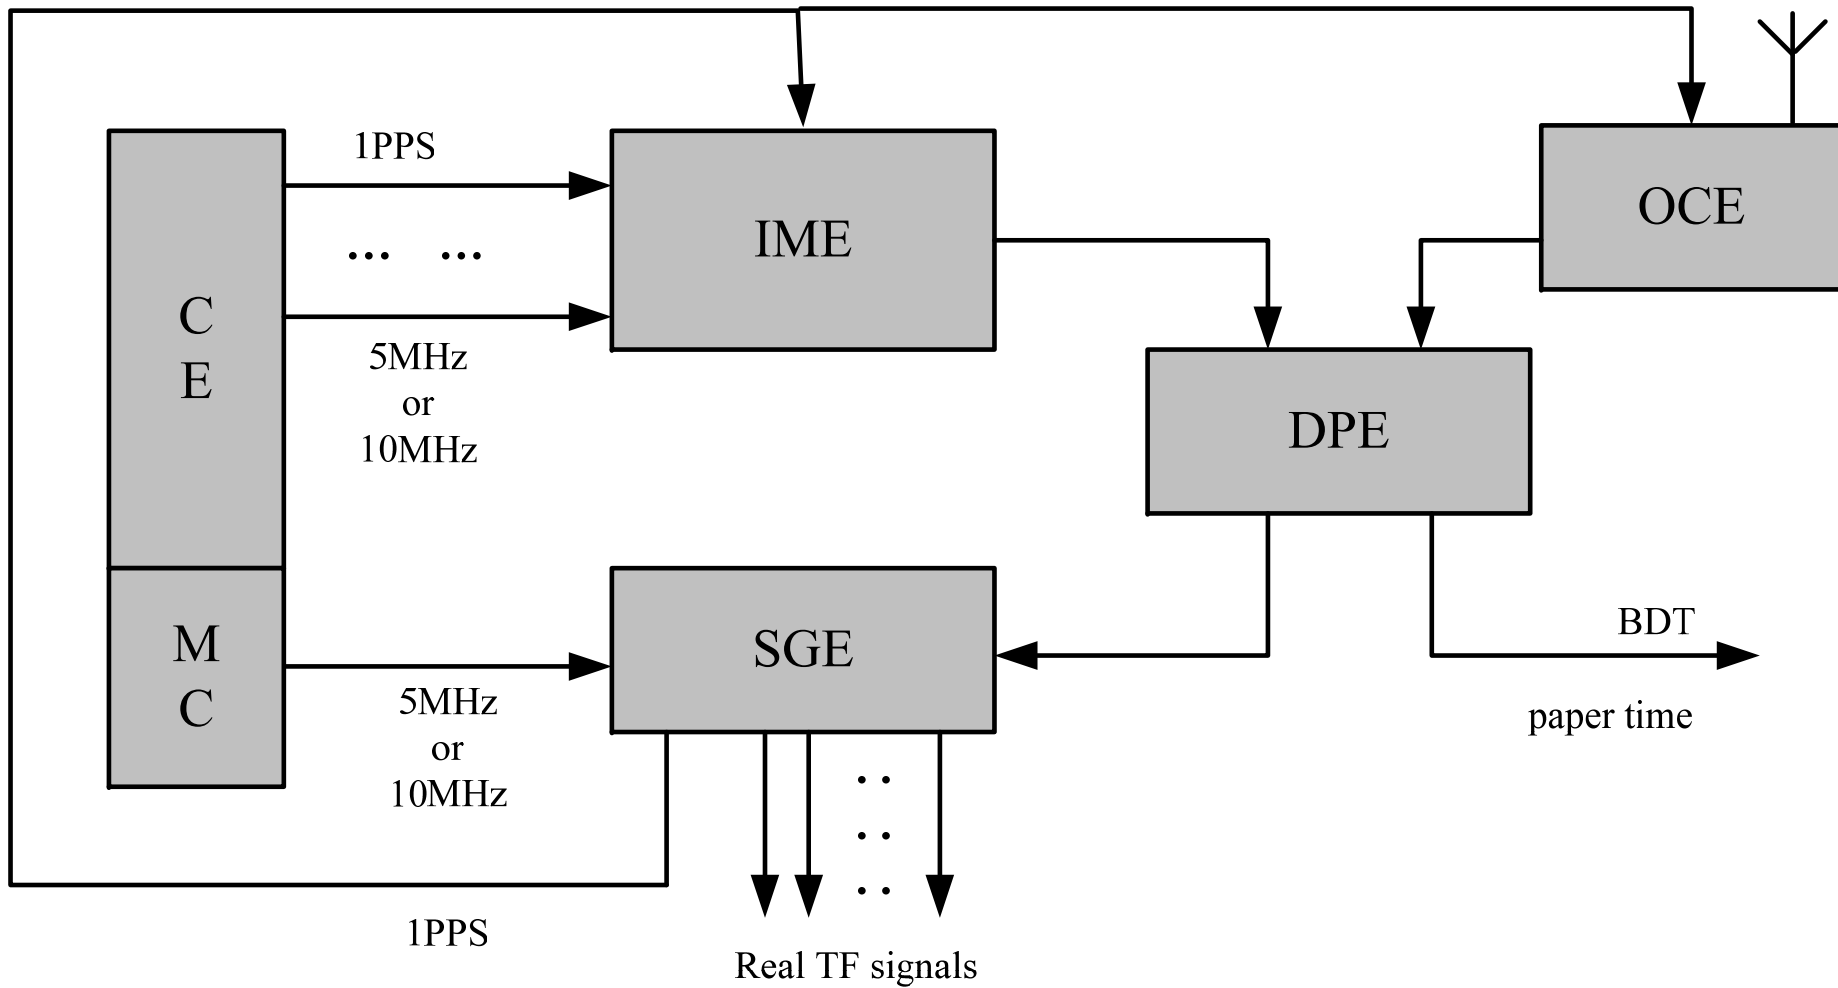 1PPS
... ...
C
E
5MHz
or
10MHz
IME
OCE
DPE
M
C
5MHz
or
10MHz
SGE
BDT
paper time
1PPS
Real TF signals